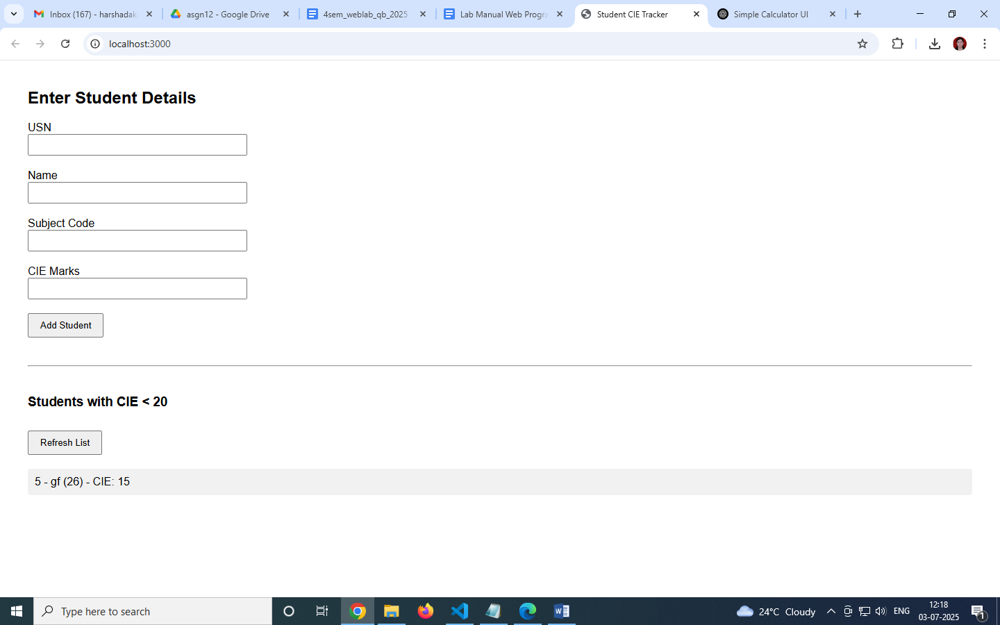 Inbox (167) - harshadak
asgn12 - Google Drive
4sem_weblab_qb_2025
Lab Manual Web Progra
Student CIE Tracker
Simple Calculator UI
localhost:3000
Enter Student Details
USN
Name
Subject Code
CIE Marks
Add Student
Students with CIE < 20
Refresh List
5 - gf (26) - CIE: 15
Type here to search
24°C Cloudy
ENG
12:18
03-07-2025
1